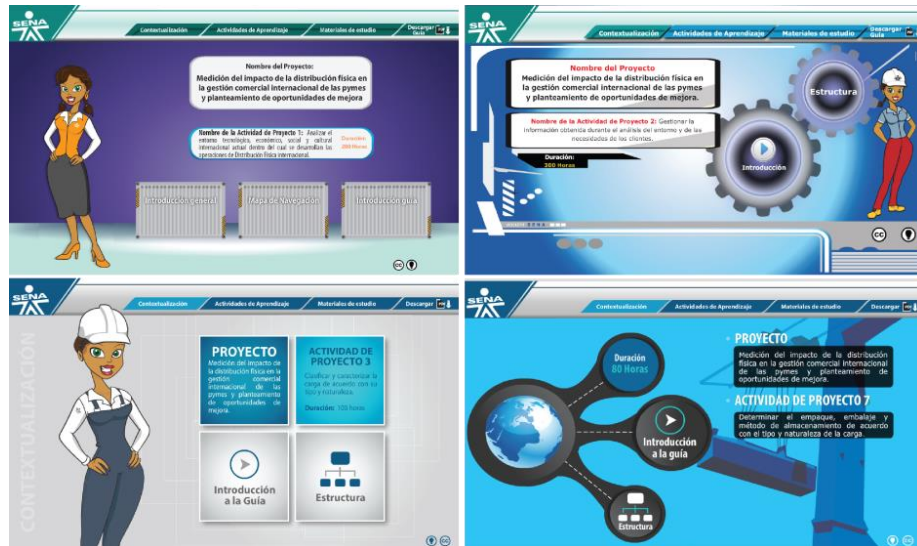 SENA
Contextualización
Actividades de Aprendizaje
Materiales de estudio
Descargar
Guía
Nombre del Proyecto:
Medición del impacto de la distribución física en
la gestión comercial internacional de las pymes
y planteamiento de oportunidades de mejora.
Nombre de la Actividad de Proyecto 1: Analizar el
entorno tecnológico, económico, social y cultural
internacional actual dentro del cual se desarrollan las
operaciones de Distribución física internacional.
Duración:
Introducción general
Mapa de Navegación
Introducción guía
cc
SENA
Contextualización
Actividades de Aprendizaje
Materiales de estudio
Descargar
Guía
Nombre del Proyecto
Medición del impacto de la distribución física en
la gestión comercial internacional de las pymes
y planteamiento de oportunidades de mejora.
Nombre de la Actividad de Proyecto 2: Gestionar la
información obtenida durante el análisis del entorno y de las
necesidades de los clientes.
Duración:
Estructura
Introducción
cc
SENA
Contextualización
Actividades de Aprendizaje
Materiales de estudio
Descargar
CONTEXTUALIZACIÓN
PROYECTO
Medición del impacto de
la distribución física en la
gestión comercial
internacional de las
pymes y planteamiento
de oportunidades de
mejora.
ACTIVIDAD DE
PROYECTO 3
Clasificar y caracterizar la
carga de acuerdo con su
tipo y naturaleza.
Duración:
Introducción
a la Guía
Estructura
cc
SENA
Contextualización
Actividades de Aprendizaje
Materiales de estudio
Descargar
Duración
80 Horas
Introducción
a la guía
Estructura
PROYECTO
Medición del impacto de la distribución
física en la gestión comercial internacional
de las pymes y planteamiento de
oportunidades de mejora.
ACTIVIDAD DE PROYECTO 7
Determinar el empaque, embalaje y
método de almacenamiento de acuerdo
con el tipo y naturaleza de la carga.
cc